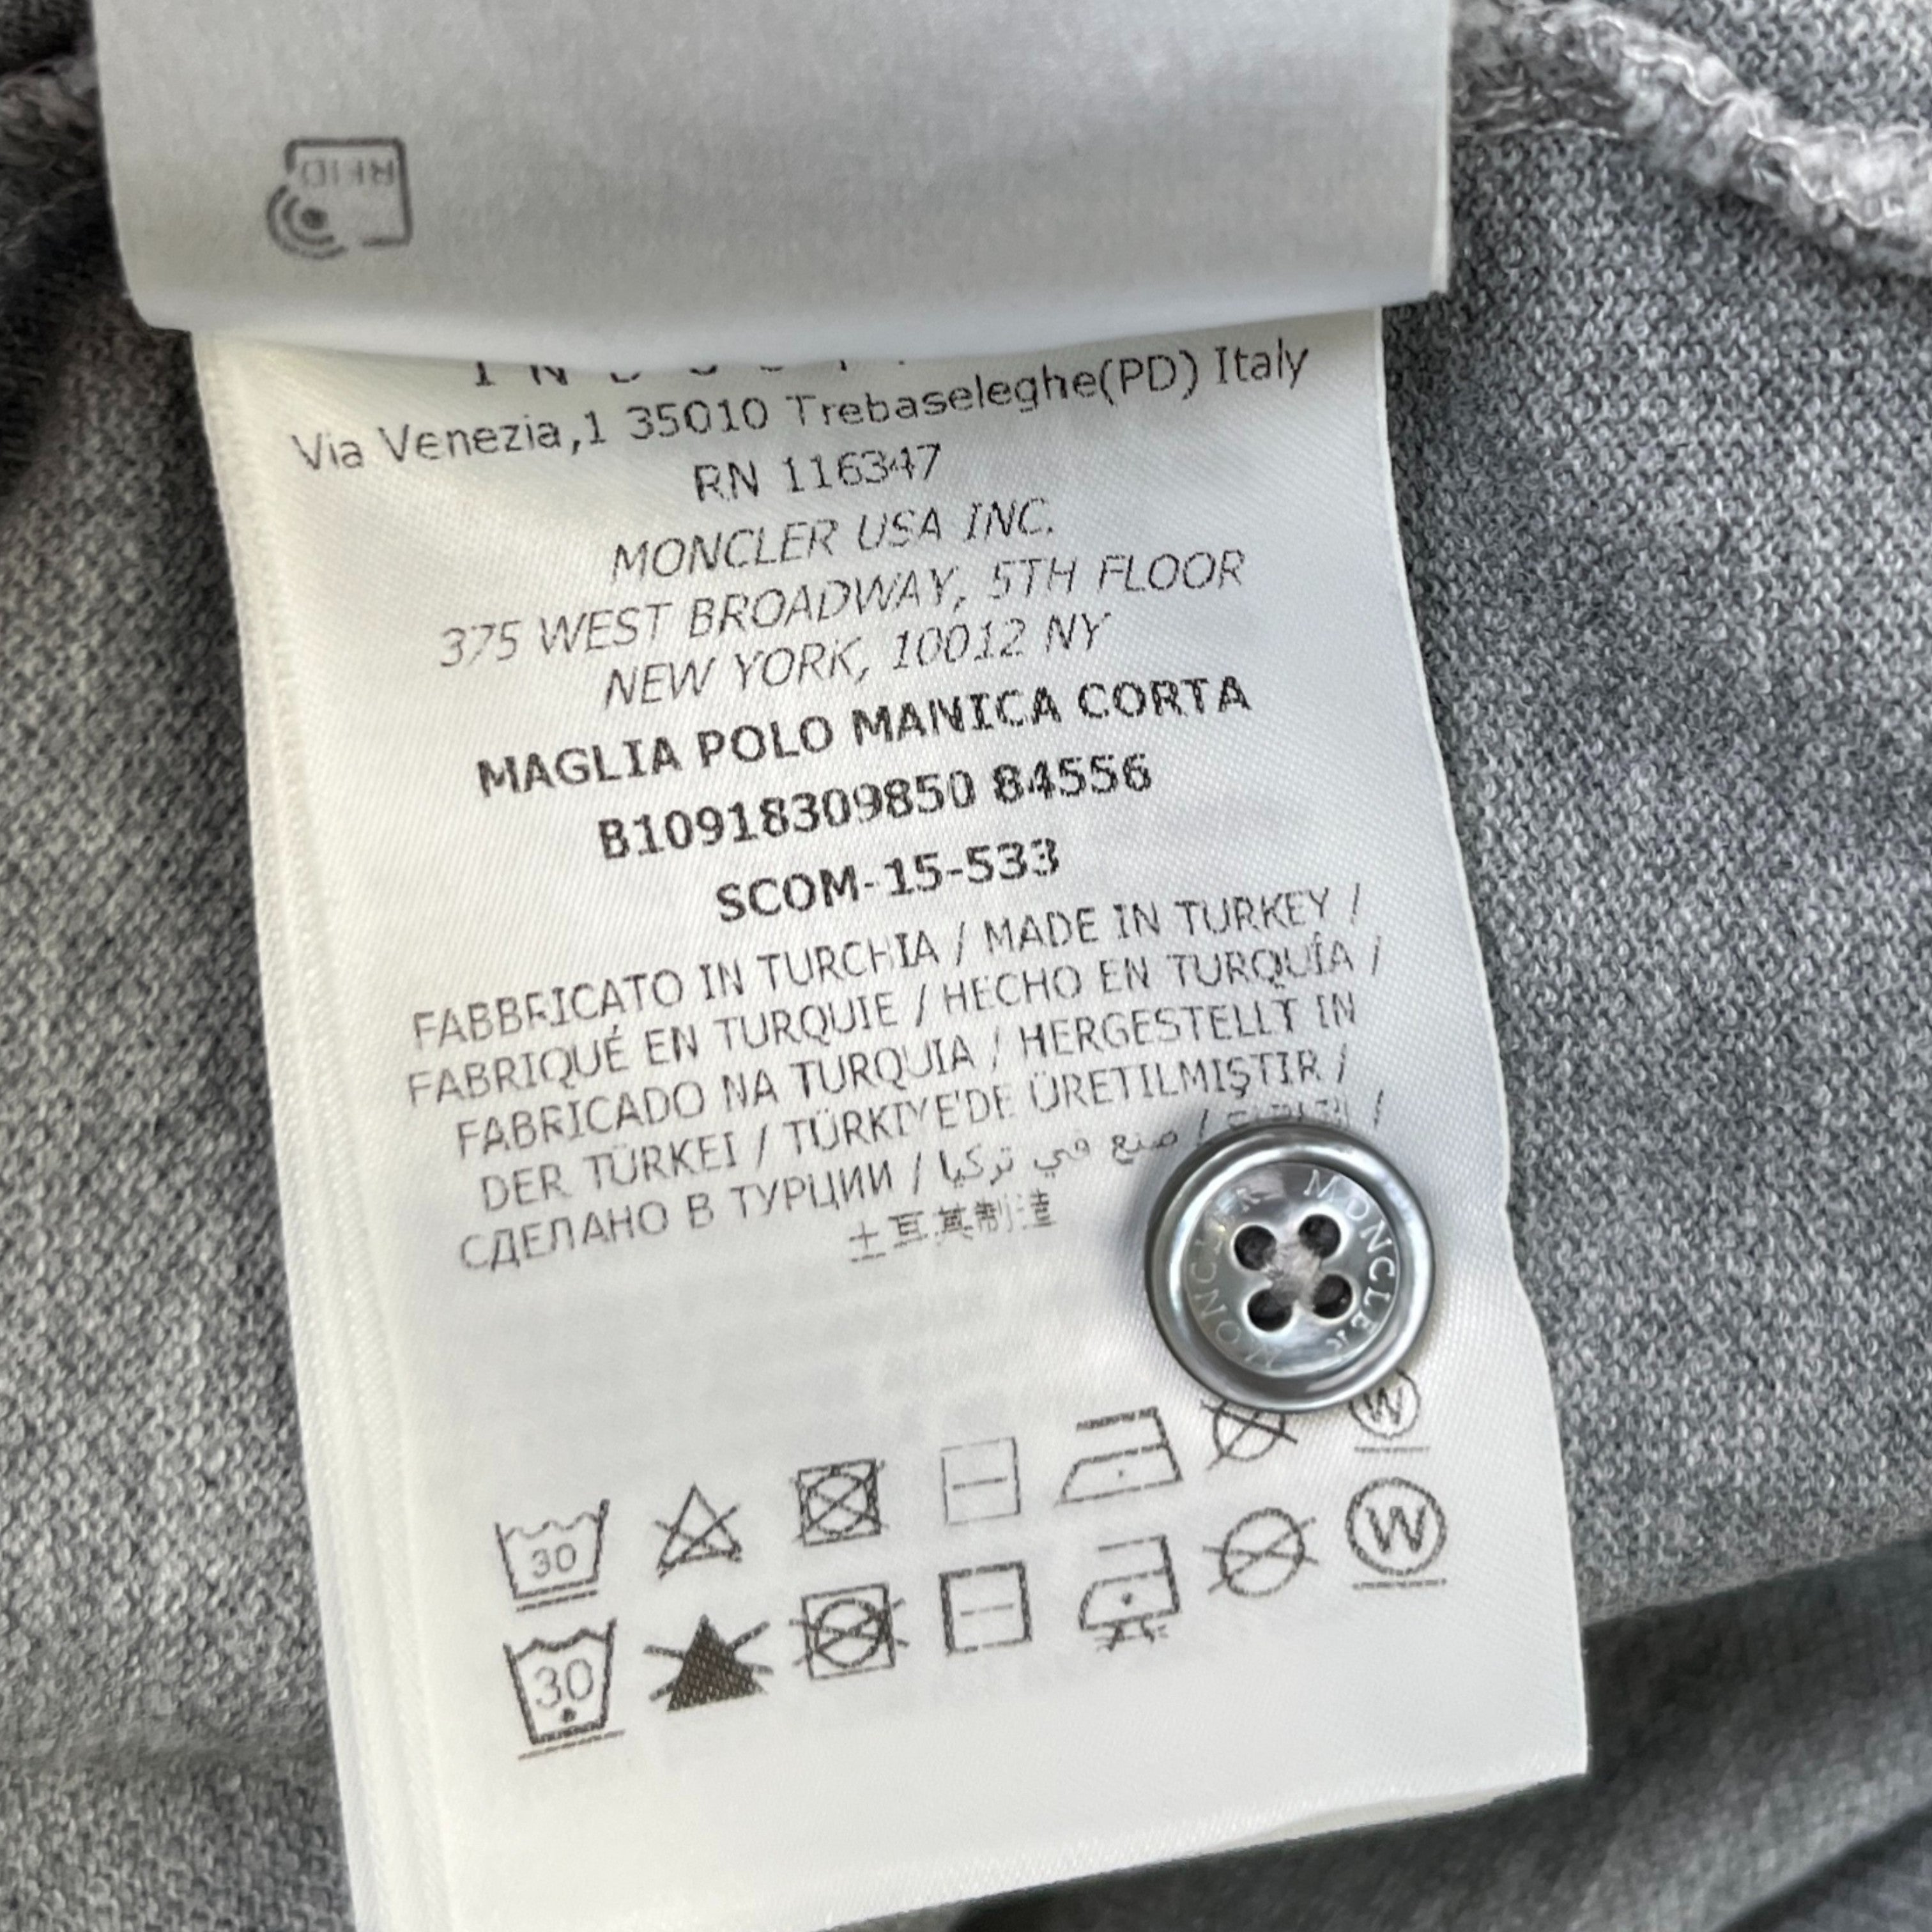 RFID
Via Venezia,1 35010 Trebaseleghe(PD) Italy
RN 116347
MONCLER USA INC.
375 WEST BROADWAY, 5TH FLOOR
NEW YORK, 10012 NY
MAGLIA POLO MANICA CORTA
B10918309850 84556
SCOM-15-533
FABBRICATO IN TURCHIA / MADE IN TURKEY /
FABRIQUÉ EN TURQUIE / HECHO EN TURQUÍA /
FABRICADO NA TURQUIA / HERGESTELLT IN
DER TÜRKEI / TÜRKIYE'DE ÜRETILMIŞTIR /
СДЕЛАНО В ТУРЦИИ / صنع في تركيا / /
土耳其制造
MONCLER MONCLER
W
30
W
30